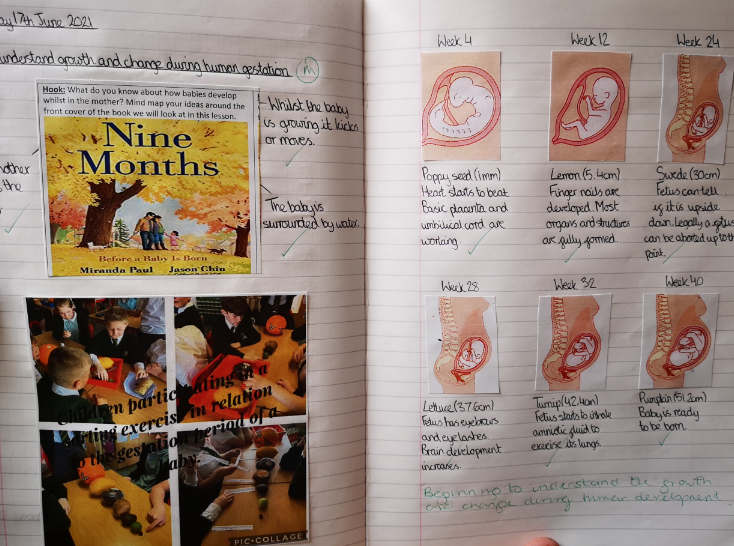 ay 17th June 2021
understand growth and change during human gestation
Hook: What do you know about how babies develop
whilst in the mother? Mind map your ideas around the
front cover of the book we will look at in this lesson.
Nine
Months
Before a Baby Is Born
Miranda Paul Jason Chin
Whilst the baby
is growing it kicks
or moves.
The baby is
surrounded by water.
other
s the
Children participating in a
sorting exercise in relation
to the gestation period of a
baby.
PIC•COLLAGE
Week 4
Poppy seed (1mm)
Heart starts to beat
Basic placenta and
umbilical cord are
working.
Week 12
Lemon (5.4cm)
Finger nails are
developed. Most
organs and structures
are fully formed.
Week 24
Swede (30cm)
Fetus can tell
if it is upside
down. Legally a fetus
can be aborted up to th
point.
Week 28
Lettuce (37.6cm)
Fetus has eyebrows
and eyelashes.
Brain development
increases.
Week 32
Turnip (42.4cm)
Fetus starts to inhale
amniotic fluid to
exercise its lungs.
Week 40
Pumpkin (51.2cm)
Baby is ready
to be born.
Beginning to understand the growth
and change during human development.